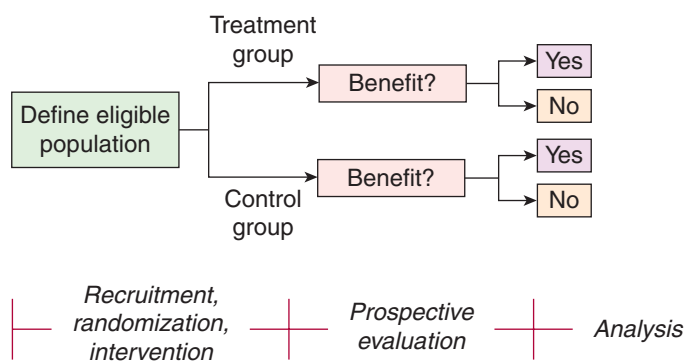 Treatment
group
Define eligible
population
Benefit?
Yes
No
Control
group
Benefit?
Yes
No
Recruitment,
randomization,
intervention
Prospective
evaluation
Analysis